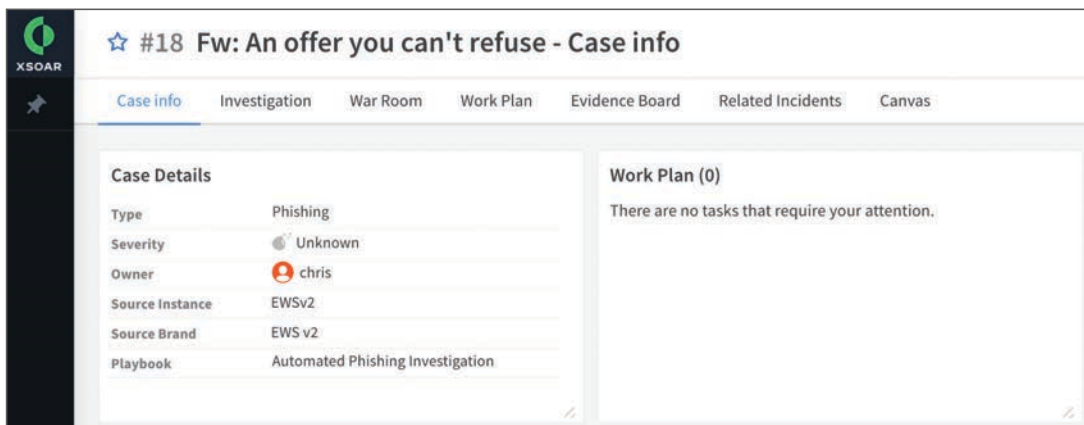 XSOAR
#18 Fw: An offer you can't refuse - Case info
Case info Investigation War Room Work Plan Evidence Board Related Incidents Canvas
Case Details
Type Phishing
Severity Unknown
Owner chris
Source Instance EWSv2
Source Brand EWS v2
Playbook Automated Phishing Investigation
Work Plan (0)
There are no tasks that require your attention.